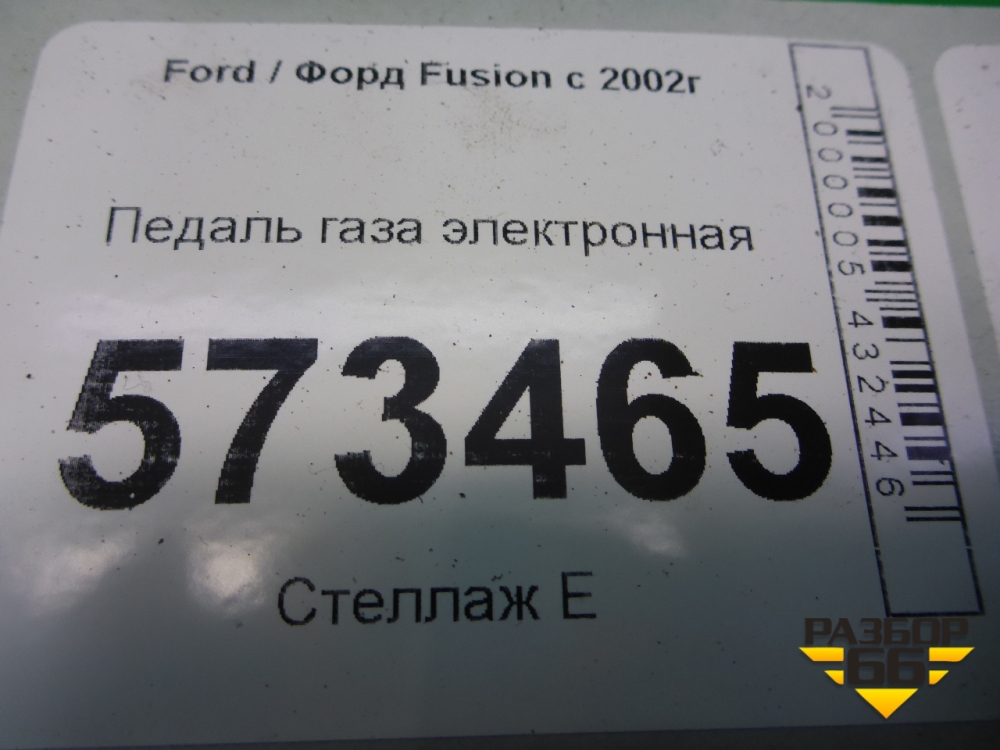 Ford / Форд Fusion с 2002г
Педаль газа электронная
573465
Стеллаж Е
2000005432446
РАЗБОР
66